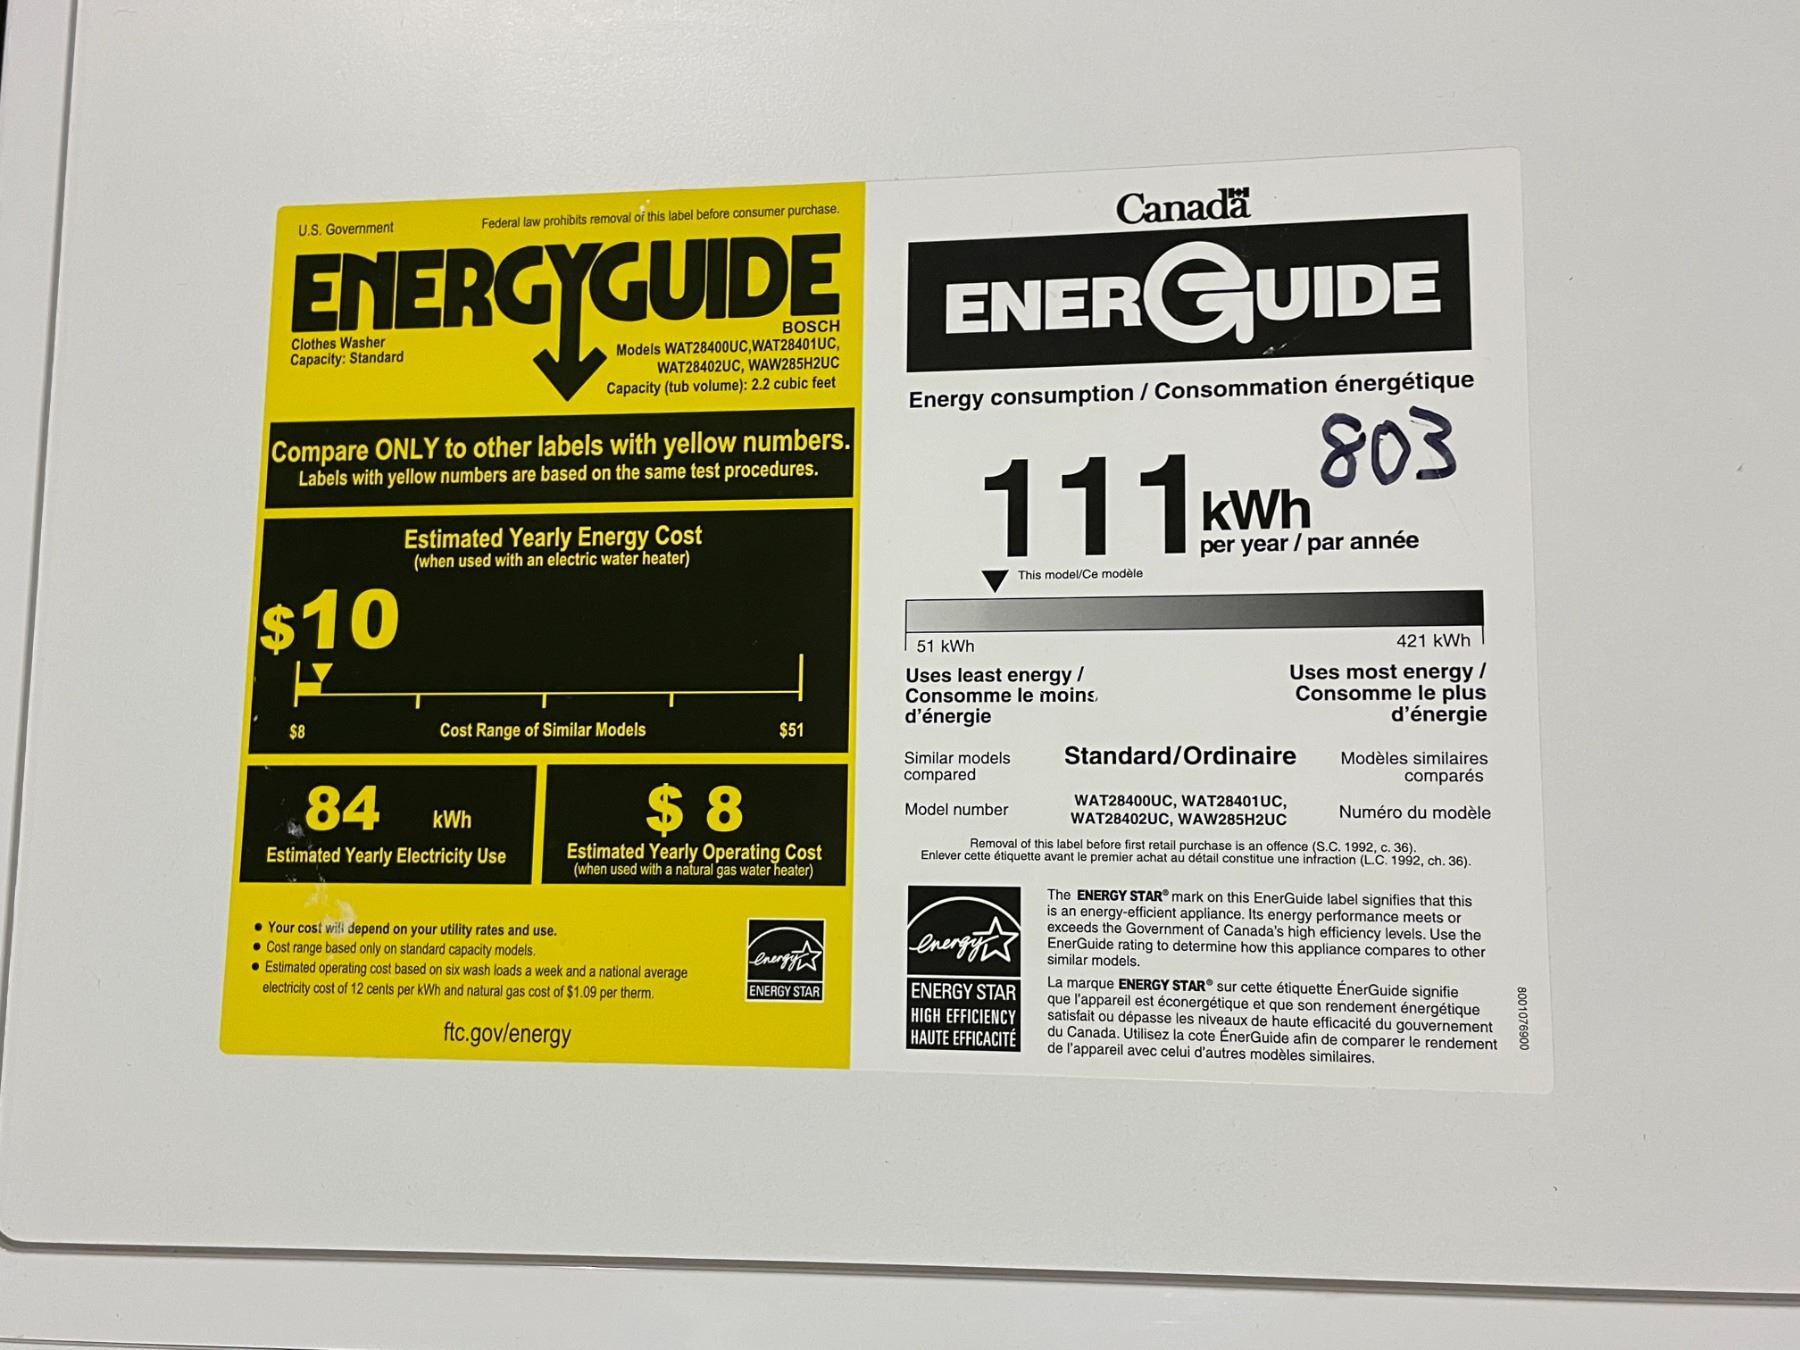 U.S. Government
Federal law prohibits removal of this label before consumer purchase.
ENERGYGUIDE
Clothes Washer
Capacity: Standard
BOSCH
Models WAT28400UC,WAT28401UC,
WAT28402UC, WAW285H2UC
Capacity (tub volume): 2.2 cubic feet
Compare ONLY to other labels with yellow numbers.
Labels with yellow numbers are based on the same test procedures.
Estimated Yearly Energy Cost
(when used with an electric water heater)
$10
$8
Cost Range of Similar Models
$51
84 kWh
Estimated Yearly Electricity Use
$ 8
Estimated Yearly Operating Cost
(when used with a natural gas water heater)
• Your cost will depend on your utility rates and use.
• Cost range based only on standard capacity models.
• Estimated operating cost based on six wash loads a week and a national average
electricity cost of 12 cents per kWh and natural gas cost of $1.09 per therm.
energy
ENERGY STAR
ftc.gov/energy
Canada
ENERGUIDE
Energy consumption / Consommation énergétique
803
111 kWh
per year / par année
This model/Ce modèle
51 kWh
421 kWh
Uses least energy /
Consomme le moins
d'énergie
Uses most energy /
Consomme le plus
d'énergie
Similar models
compared
Standard/Ordinaire
Modèles similaires
comparés
Model number
WAT28400UC, WAT28401UC,
WAT28402UC, WAW285H2UC
Numéro du modèle
Removal of this label before first retail purchase is an offence (S.C. 1992, c. 36).
Enlever cette étiquette avant le premier achat au détail constitue une infraction (L.C. 1992, ch. 36).
energy
ENERGY STAR
HIGH EFFICIENCY
HAUTE EFFICACITÉ
The ENERGY STAR® mark on this EnerGuide label signifies that this
is an energy-efficient appliance. Its energy performance meets or
exceeds the Government of Canada's high efficiency levels. Use the
EnerGuide rating to determine how this appliance compares to other
similar models.
La marque ENERGY STAR® sur cette étiquette ÉnerGuide signifie
que l'appareil est éconergétique et que son rendement énergétique
satisfait ou dépasse les niveaux de haute efficacité du gouvernement
du Canada. Utilisez la cote ÉnerGuide afin de comparer le rendement
de l'appareil avec celui d'autres modèles similaires.
8001076900